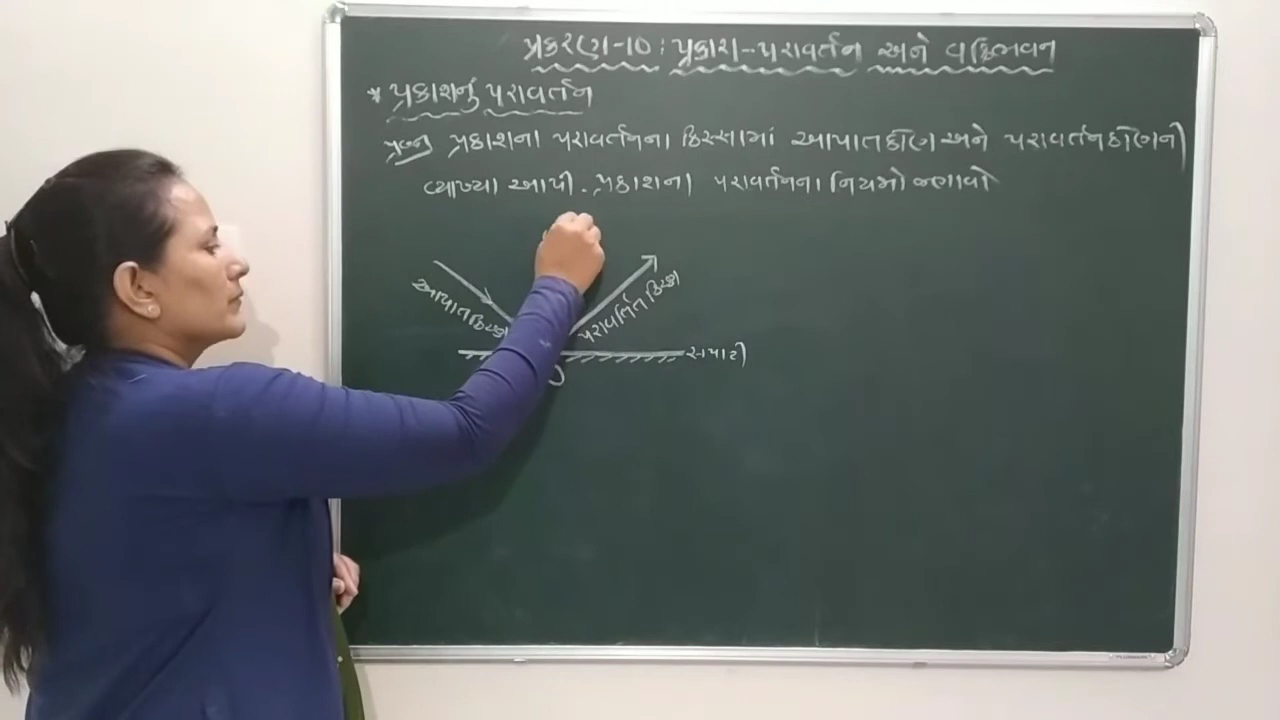 પ્રકરણ-10 : પ્રકાશ-પરાવર્તન અને વક્રિભવન
* પ્રકાશનું પરાવર્તન
પ્રશ્ન પ્રકાશના પરાવર્તનના કિસ્સામાં આપાતકોણ અને પરાવર્તનકોણની
વ્યાખ્યા આપી. પ્રકાશના પરાવર્તનના નિયમો જણાવો
આપાતકિરણ
પરાવર્તિત કિરણ
સપાટી